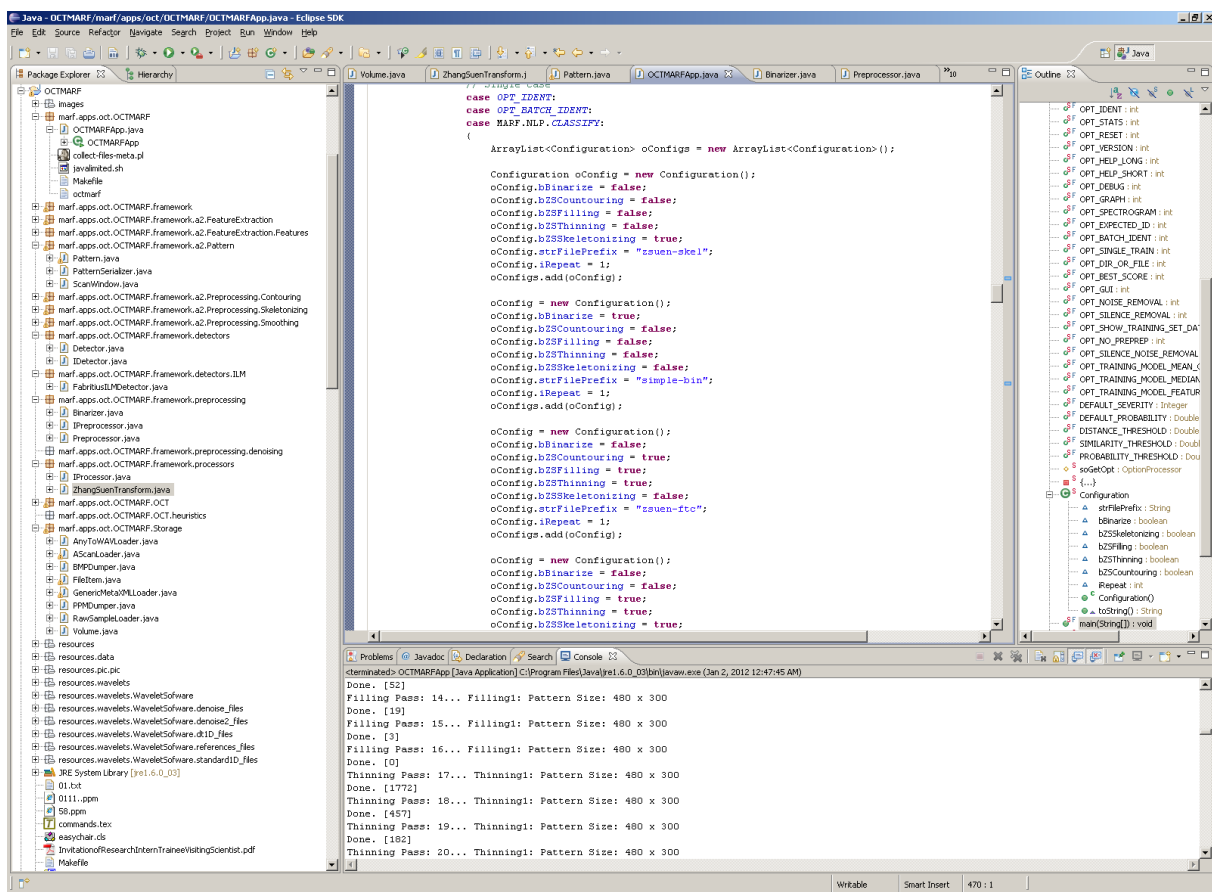 Java - OCTMARF/marf/apps/oct/OCTMARF/OCTMARFApp.java - Eclipse SDK
File Edit Source Refactor Navigate Search Project Run Window Help
Java
Package Explorer
Hierarchy
OCTMARF
images
marf.apps.oct.OCTMARF
OCTMARFApp.java
OCTMARFApp
collect-files-meta.pl
javalimited.sh
Makefile
octmarf
marf.apps.oct.OCTMARF.framework
marf.apps.oct.OCTMARF.framework.a2.FeatureExtraction
marf.apps.oct.OCTMARF.framework.a2.FeatureExtraction.Features
marf.apps.oct.OCTMARF.framework.a2.Pattern
Pattern.java
PatternSerializer.java
ScanWindow.java
marf.apps.oct.OCTMARF.framework.a2.Preprocessing.Contouring
marf.apps.oct.OCTMARF.framework.a2.Preprocessing.Skeletonizing
marf.apps.oct.OCTMARF.framework.a2.Preprocessing.Smoothing
marf.apps.oct.OCTMARF.framework.detectors
Detector.java
IDetector.java
marf.apps.oct.OCTMARF.framework.detectors.ILM
FabritiusILMDetector.java
marf.apps.oct.OCTMARF.framework.preprocessing
Binarizer.java
IPreprocessor.java
Preprocessor.java
marf.apps.oct.OCTMARF.framework.preprocessing.denoising
marf.apps.oct.OCTMARF.framework.processors
IProcessor.java
ZhangSuenTransform.java
marf.apps.oct.OCTMARF.OCT
marf.apps.oct.OCTMARF.OCT.heuristics
marf.apps.oct.OCTMARF.Storage
AnyToWAVLoader.java
AScanLoader.java
BMPDumper.java
FileItem.java
GenericMetaXMLLoader.java
PPMDumper.java
RawSampleLoader.java
Volume.java
resources
resources.data
resources.pic.pic
resources.wavelets
resources.wavelets.WaveletSofware
resources.wavelets.WaveletSofware.denoise_files
resources.wavelets.WaveletSofware.denoise2_files
resources.wavelets.WaveletSofware.dt1D_files
resources.wavelets.WaveletSofware.references_files
resources.wavelets.WaveletSofware.standard1D_files
JRE System Library [jre1.6.0_03]
01.txt
0111..ppm
58.ppm
commands.tex
easychair.cls
InvitationofResearchInternTraineeVisitingScientist.pdf
Makefile
Volume.java ZhangSuenTransform.j Pattern.java OCTMARFApp.java Binarizer.java Preprocessor.java »10
// Single case
case OPT_IDENT:
case OPT_BATCH_IDENT:
case MARF.NLP.CLASSIFY:
{
ArrayList<Configuration> oConfigs = new ArrayList<Configuration>();
Configuration oConfig = new Configuration();
oConfig.bBinarize = false;
oConfig.bZSCountouring = false;
oConfig.bZSFilling = false;
oConfig.bZSThinning = false;
oConfig.bZSSkeletonizing = true;
oConfig.strFilePrefix = "zsuen-skel";
oConfig.iRepeat = 1;
oConfigs.add(oConfig);
oConfig = new Configuration();
oConfig.bBinarize = true;
oConfig.bZSCountouring = false;
oConfig.bZSFilling = false;
oConfig.bZSThinning = false;
oConfig.bZSSkeletonizing = false;
oConfig.strFilePrefix = "simple-bin";
oConfig.iRepeat = 1;
oConfigs.add(oConfig);
oConfig = new Configuration();
oConfig.bBinarize = false;
oConfig.bZSCountouring = true;
oConfig.bZSFilling = true;
oConfig.bZSThinning = true;
oConfig.bZSSkeletonizing = false;
oConfig.strFilePrefix = "zsuen-ftc";
oConfig.iRepeat = 1;
oConfigs.add(oConfig);
oConfig = new Configuration();
oConfig.bBinarize = false;
oConfig.bZSCountouring = false;
oConfig.bZSFilling = true;
oConfig.bZSThinning = true;
oConfig.bZSSkeletonizing = true;
Outline
OPT_IDENT : int
OPT_STATS : int
OPT_RESET : int
OPT_VERSION : int
OPT_HELP_LONG : int
OPT_HELP_SHORT : int
OPT_DEBUG : int
OPT_GRAPH : int
OPT_SPECTROGRAM : int
OPT_EXPECTED_ID : int
OPT_BATCH_IDENT : int
OPT_SINGLE_TRAIN : int
OPT_DIR_OR_FILE : int
OPT_BEST_SCORE : int
OPT_GUI : int
OPT_NOISE_REMOVAL : int
OPT_SILENCE_REMOVAL : int
OPT_SHOW_TRAINING_SET_DA
OPT_NO_PREPREP : int
OPT_SILENCE_NOISE_REMOVAL
OPT_TRAINING_MODEL_MEAN_
OPT_TRAINING_MODEL_MEDIAN
OPT_TRAINING_MODEL_FEATUR
DEFAULT_SEVERITY : Integer
DEFAULT_PROBABILITY : Double
DISTANCE_THRESHOLD : Double
SIMILARITY_THRESHOLD : Doubl
PROBABILITY_THRESHOLD : Dou
soGetOpt : OptionProcessor
{...}
Configuration
strFilePrefix : String
bBinarize : boolean
bZSSkeletonizing : boolean
bZSFilling : boolean
bZSThinning : boolean
bZSCountouring : boolean
iRepeat : int
Configuration()
toString() : String
main(String[]) : void
Problems Javadoc Declaration Search Console
<terminated> OCTMARFApp [Java Application] C:\Program Files\Java\jre1.6.0_03\bin\javaw.exe (Jan 2, 2012 12:47:45 AM)
Done. [52]
Filling Pass: 14... Filling1: Pattern Size: 480 x 300
Done. [19]
Filling Pass: 15... Filling1: Pattern Size: 480 x 300
Done. [3]
Filling Pass: 16... Filling1: Pattern Size: 480 x 300
Done. [0]
Thinning Pass: 17... Thinning1: Pattern Size: 480 x 300
Done. [1772]
Thinning Pass: 18... Thinning1: Pattern Size: 480 x 300
Done. [457]
Thinning Pass: 19... Thinning1: Pattern Size: 480 x 300
Done. [182]
Thinning Pass: 20... Thinning1: Pattern Size: 480 x 300
Writable Smart Insert 470 : 1